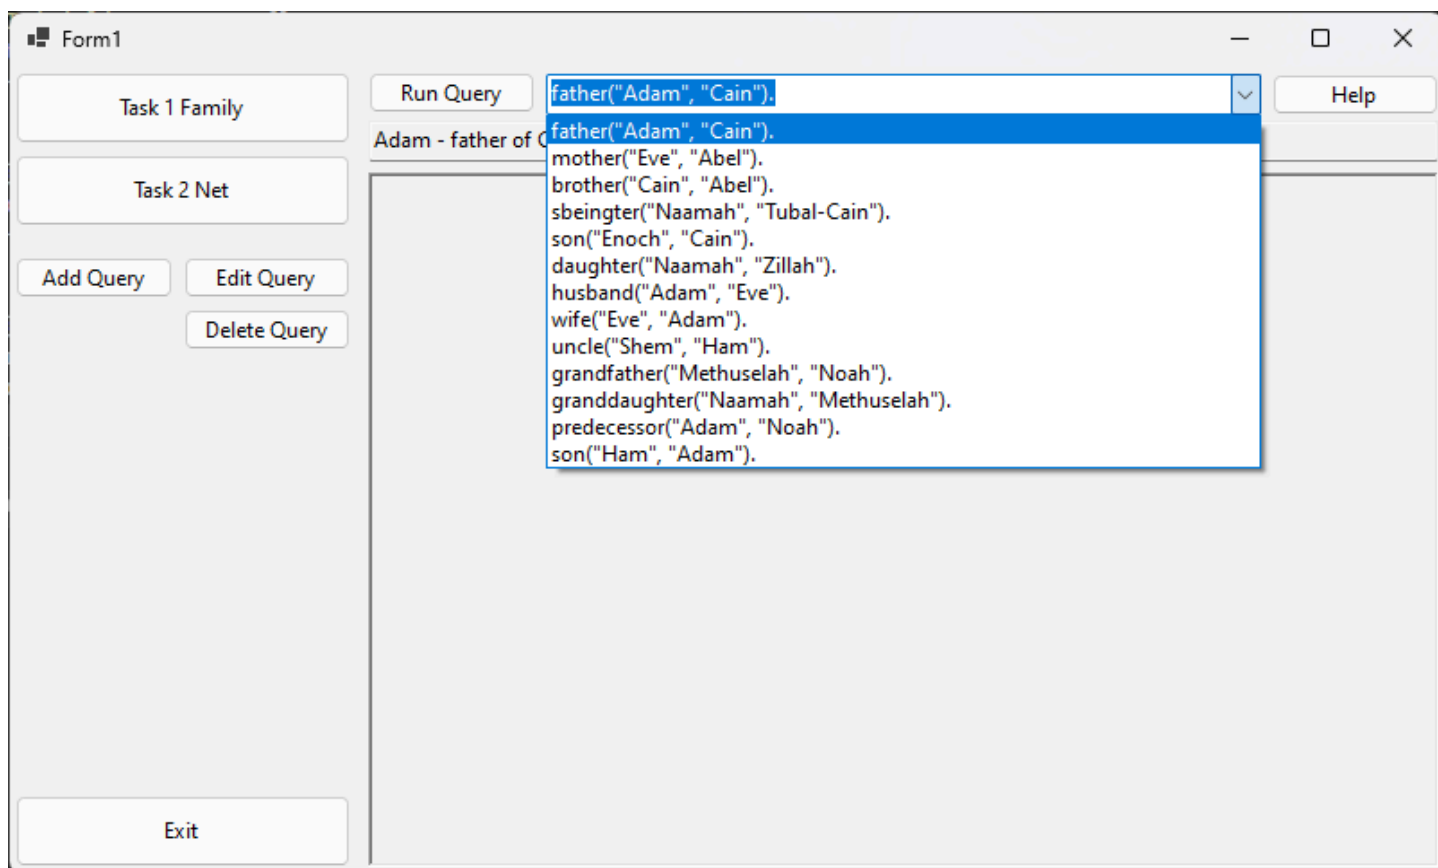 Form1
Task 1 Family
Run Query
father("Adam", "Cain").
Help
Adam - father of
father("Adam", "Cain").
mother("Eve", "Abel").
brother("Cain", "Abel").
sbeingter("Naamah", "Tubal-Cain").
son("Enoch", "Cain").
daughter("Naamah", "Zillah").
husband("Adam", "Eve").
wife("Eve", "Adam").
uncle("Shem", "Ham").
grandfather("Methuselah", "Noah").
granddaughter("Naamah", "Methuselah").
predecessor("Adam", "Noah").
son("Ham", "Adam").
Task 2 Net
Add Query
Edit Query
Delete Query
Exit